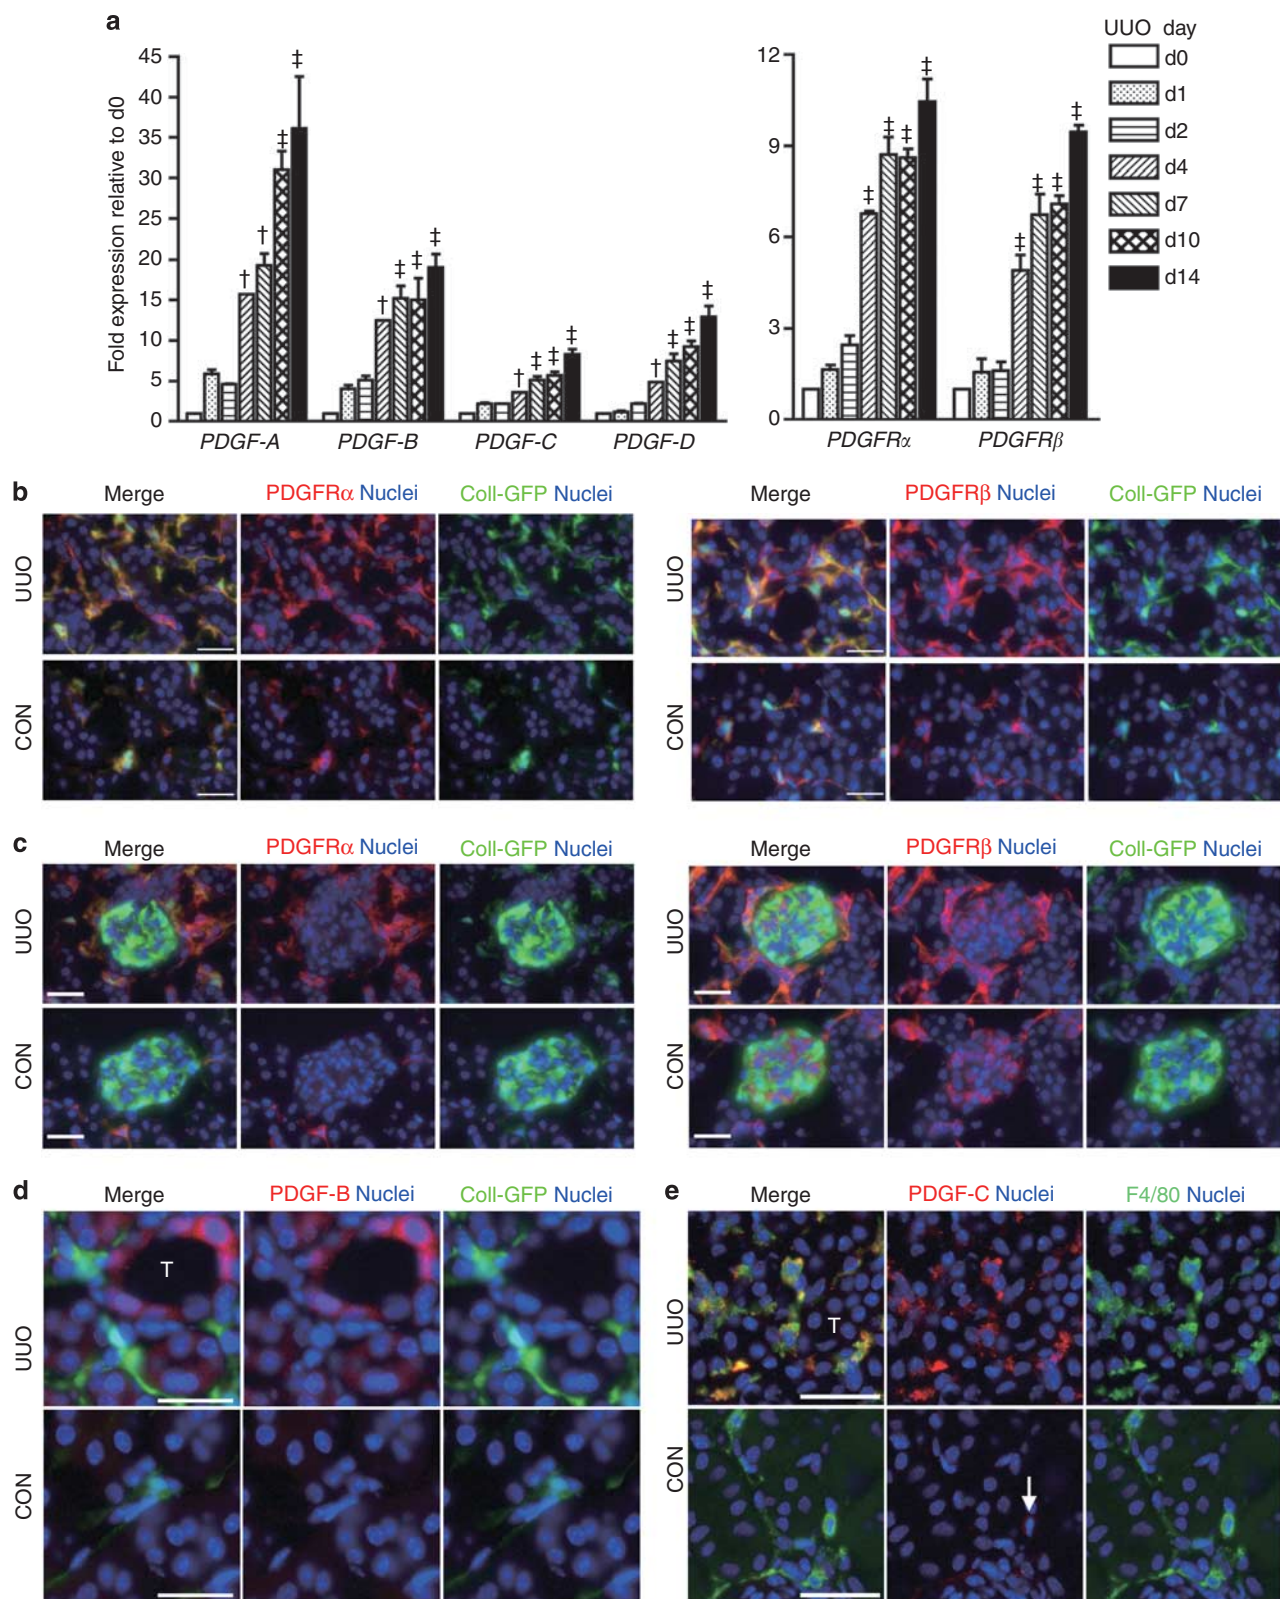 a
UUO day
d0
d1
d2
d4
d7
d10
d14
Fold expression relative to d0
45
40
35
30
25
20
15
10
5
0
† † ‡ ‡
† ‡ ‡ ‡
† ‡ ‡ ‡
† ‡ ‡ ‡
PDGF-A PDGF-B PDGF-C PDGF-D
12
9
6
3
0
‡ ‡ ‡ ‡
‡ ‡ ‡ ‡
PDGFRα PDGFRβ
b
Merge PDGFRα Nuclei Coll-GFP Nuclei
UUO
CON
Merge PDGFRβ Nuclei Coll-GFP Nuclei
UUO
CON
c
Merge PDGFRα Nuclei Coll-GFP Nuclei
UUO
CON
Merge PDGFRβ Nuclei Coll-GFP Nuclei
UUO
CON
d
Merge PDGF-B Nuclei Coll-GFP Nuclei
UUO
T
CON
e
Merge PDGF-C Nuclei F4/80 Nuclei
UUO
T
CON